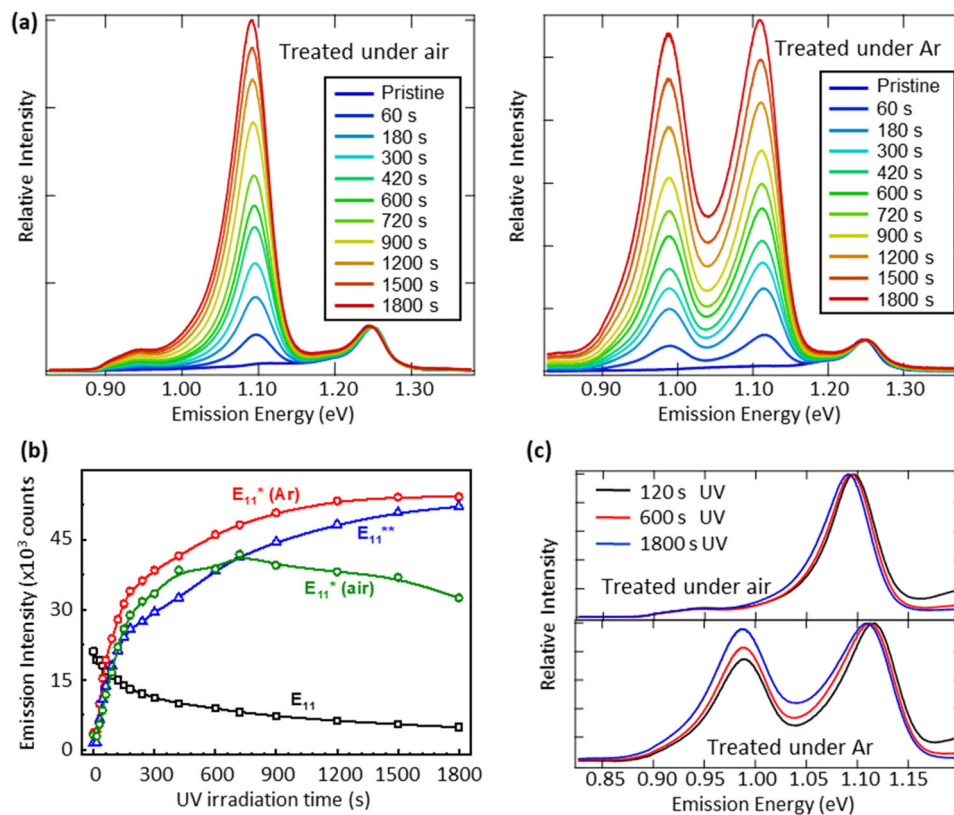 (a)
Relative Intensity
Treated under air
Pristine
60 s
180 s
300 s
420 s
600 s
720 s
900 s
1200 s
1500 s
1800 s
0.90 1.00 1.10 1.20 1.30
Emission Energy (eV)
Relative Intensity
Treated under Ar
Pristine
60 s
180 s
300 s
420 s
600 s
720 s
900 s
1200 s
1500 s
1800 s
0.90 1.00 1.10 1.20 1.30
Emission Energy (eV)
(b)
Emission Intensity (x10³ counts
45
30
15
0
E₁₁* (Ar)
E₁₁**
E₁₁* (air)
E₁₁
0 300 600 900 1200 1500 1800
UV irradiation time (s)
(c)
Relative Intensity
120 s UV
600 s UV
1800 s UV
Treated under air
Relative Intensity
Treated under Ar
0.85 0.90 0.95 1.00 1.05 1.10 1.15
Emission Energy (eV)